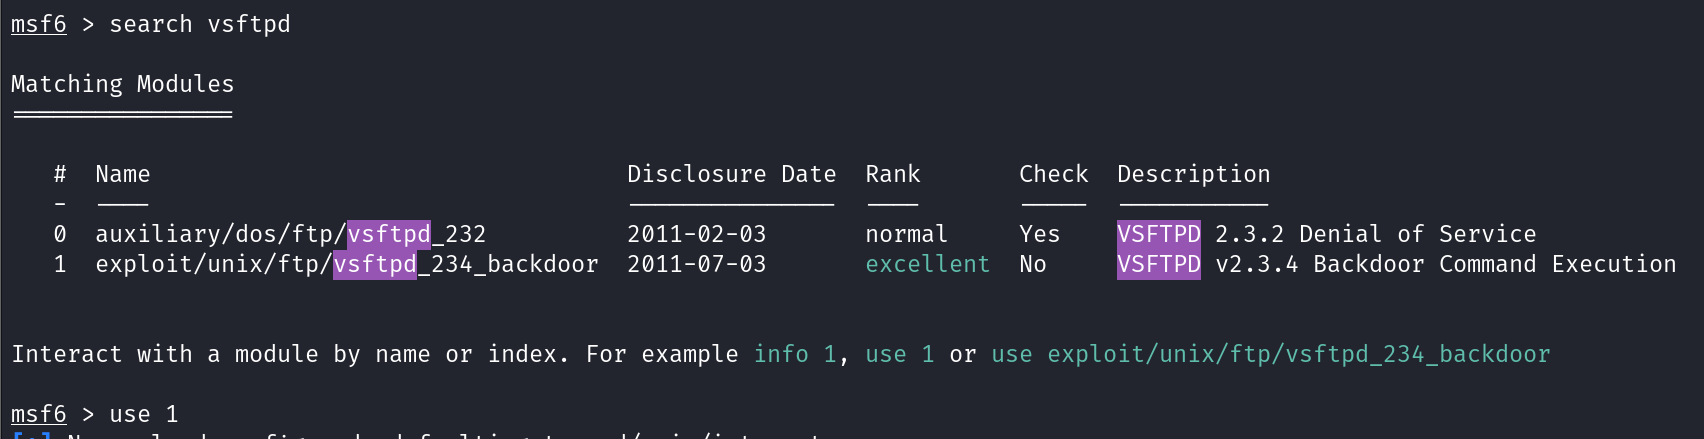 msf6 > search vsftpd
Matching Modules
================
# Name Disclosure Date Rank Check Description
- ---- --------------- ---- ----- -----------
0 auxiliary/dos/ftp/vsftpd_232 2011-02-03 normal Yes VSFTPD 2.3.2 Denial of Service
1 exploit/unix/ftp/vsftpd_234_backdoor 2011-07-03 excellent No VSFTPD v2.3.4 Backdoor Command Execution
Interact with a module by name or index. For example info 1, use 1 or use exploit/unix/ftp/vsftpd_234_backdoor
msf6 > use 1